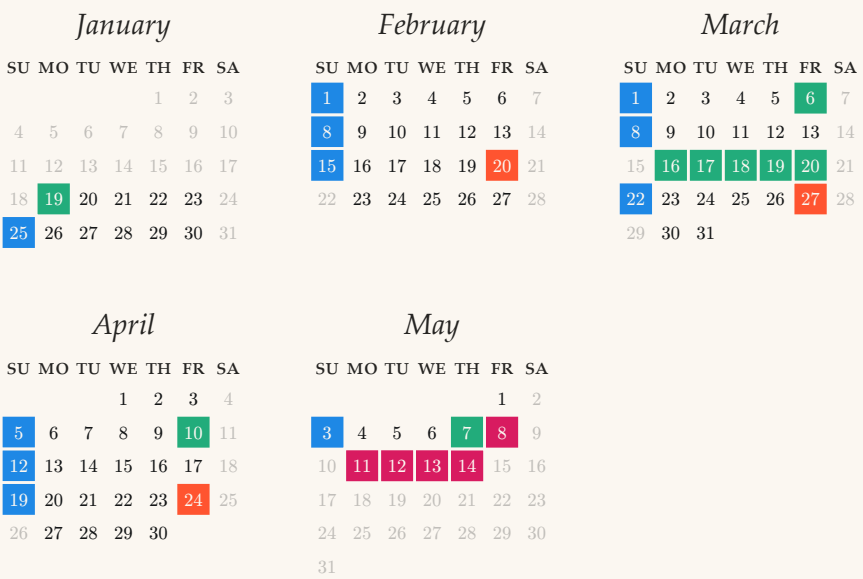 January
SU MO TU WE TH FR SA
1 2 3
4 5 6 7 8 9 10
11 12 13 14 15 16 17
18 19 20 21 22 23 24
25 26 27 28 29 30 31
February
SU MO TU WE TH FR SA
1 2 3 4 5 6 7
8 9 10 11 12 13 14
15 16 17 18 19 20 21
22 23 24 25 26 27 28
March
SU MO TU WE TH FR SA
1 2 3 4 5 6 7
8 9 10 11 12 13 14
15 16 17 18 19 20 21
22 23 24 25 26 27 28
29 30 31
April
SU MO TU WE TH FR SA
1 2 3 4
5 6 7 8 9 10 11
12 13 14 15 16 17 18
19 20 21 22 23 24 25
26 27 28 29 30
May
SU MO TU WE TH FR SA
1 2
3 4 5 6 7 8 9
10 11 12 13 14 15 16
17 18 19 20 21 22 23
24 25 26 27 28 29 30
31